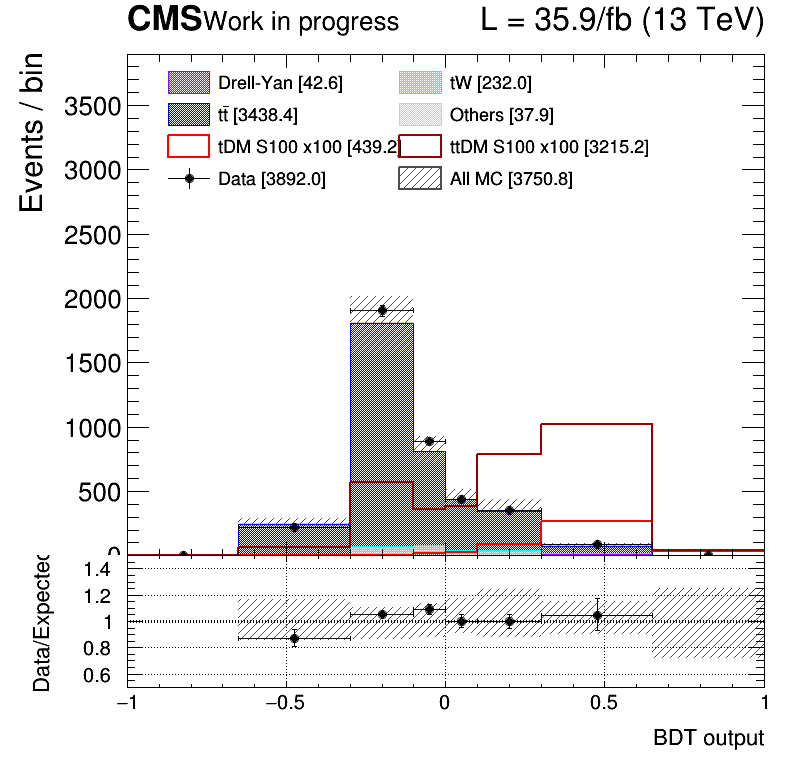 CMS Work in progress L = 35.9/fb (13 TeV)
Events / bin
Drell-Yan [42.6] tW [232.0]
tt̄ [3438.4] Others [37.9]
tDM S100 x100 [439.2] ttDM S100 x100 [3215.2]
Data [3892.0] All MC [3750.8]
3500
3000
2500
2000
1500
1000
500
0
Data/Expected
1.4
1.2
1
0.8
0.6
−1 −0.5 0 0.5 1
BDT output